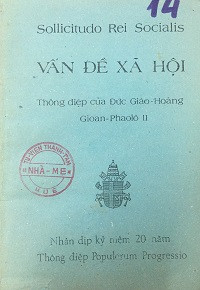 14
Sollicitudo Rei Socialis
VẤN ĐỀ XÃ HỘI
Thông điệp của Đức Giáo-Hoàng
Gioan-Phaolô II
«NHÀ-MẸ»
HUẾ
Nhân dịp kỷ niệm 20 năm
Thông điệp Populorum Progressio